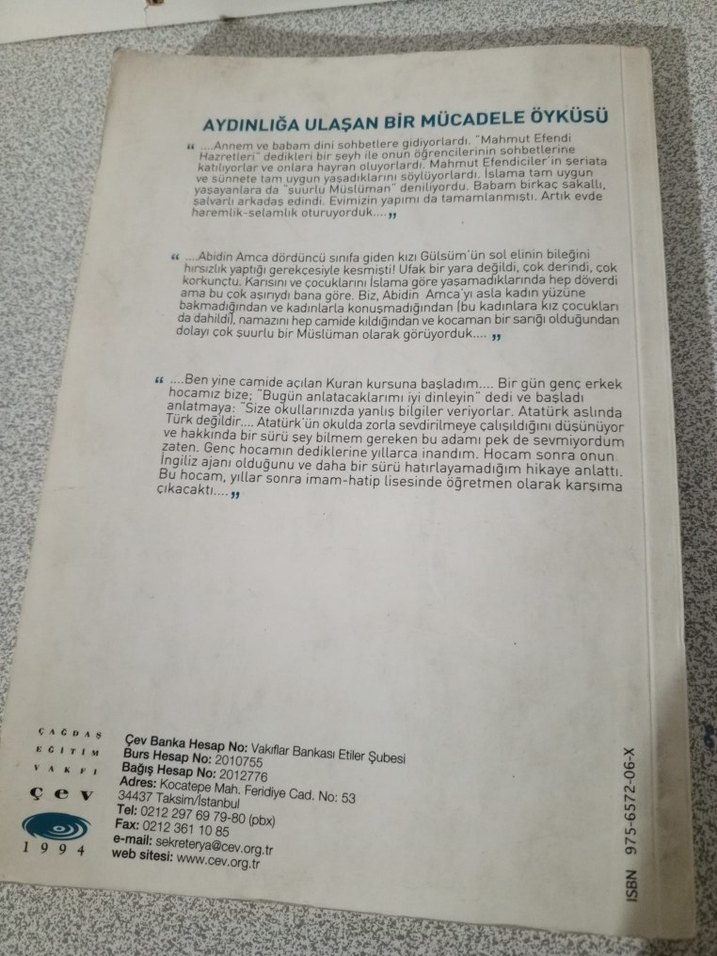 AYDINLIĞA ULAŞAN BİR MÜCADELE ÖYKÜSÜ
“ ....Annem ve babam dini sohbetlere gidiyorlardı. "Mahmut Efendi
Hazretleri" dedikleri bir şeyh ile onun öğrencilerinin sohbetlerine
katılıyorlar ve onlara hayran oluyorlardı. Mahmut Efendiciler'in şeriata
ve sünnete tam uygun yaşadıklarını söylüyorlardı. İslama tam uygun
yaşayanlara da "şuurlu Müslüman" deniliyordu. Babam birkaç sakallı,
şalvarlı arkadaş edindi. Evimizin yapımı da tamamlanmıştı. Artık evde
haremlik-selamlık oturuyorduk....”
“ ....Abidin Amca dördüncü sınıfa giden kızı Gülsüm'ün sol elinin bileğini
hırsızlık yaptığı gerekçesiyle kesmişti! Ufak bir yara değildi, çok derindi, çok
korkunçtu. Karısını ve çocuklarını İslama göre yaşamadıklarında hep döverdi
ama bu çok aşırıydı bana göre. Biz, Abidin Amca'yı asla kadın yüzüne
bakmadığından ve kadınlarla konuşmadığından (bu kadınlara kız çocukları
da dahildi), namazını hep camide kıldığından ve kocaman bir sarığı olduğundan
dolayı çok şuurlu bir Müslüman olarak görüyorduk.... ”
“ ....Ben yine camide açılan Kuran kursuna başladım.... Bir gün genç erkek
hocamız bize; "Bugün anlatacaklarımı iyi dinleyin" dedi ve başladı
anlatmaya: "Size okullarınızda yanlış bilgiler veriyorlar. Atatürk aslında
Türk değildir.... Atatürk'ün okulda zorla sevdirilmeye çalışıldığını düşünüyor
ve hakkında bir sürü şey bilmem gereken bu adamı pek de sevmiyordum
zaten. Genç hocamın dediklerine yıllarca inandım. Hocam sonra onun
İngiliz ajanı olduğunu ve daha bir sürü hatırlayamadığım hikaye anlattı.
Bu hocam, yıllar sonra imam-hatip lisesinde öğretmen olarak karşıma
çıkacaktı....”
ÇAĞDAŞ
EĞİTİM
VAKFI
çev
1994
Çev Banka Hesap No: Vakıflar Bankası Etiler Şubesi
Burs Hesap No: 2010755
Bağış Hesap No: 2012776
Adres: Kocatepe Mah. Feridiye Cad. No: 53
34437 Taksim/İstanbul
Tel: 0212 297 69 79-80 (pbx)
Fax: 0212 361 10 85
e-mail: sekreterya@cev.org.tr
web sitesi: www.cev.org.tr
ISBN 975-6572-06-X